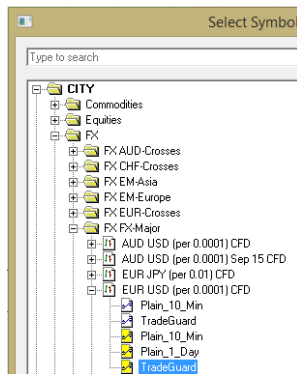 Select Symbol
Type to search
CITY
Commodities
Equities
FX
FX AUD-Crosses
FX CHF-Crosses
FX EM-Asia
FX EM-Europe
FX EUR-Crosses
FX FX-Major
AUD USD (per 0.0001) CFD
AUD USD (per 0.0001) Sep 15 CFD
EUR JPY (per 0.01) CFD
EUR USD (per 0.0001) CFD
Plain_10_Min
TradeGuard
Plain_10_Min
Plain_1_Day
TradeGuard